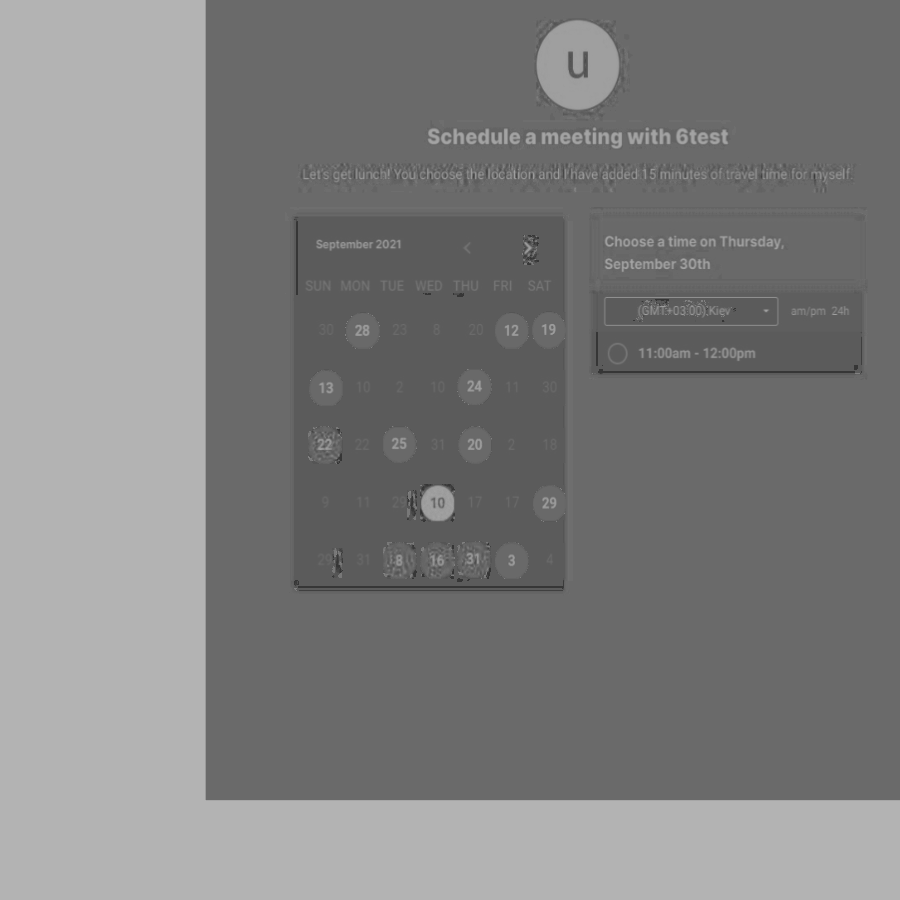 u
Schedule a meeting with 6test
Let's get lunch! You choose the location and I have added 15 minutes of travel time for myself.
September 2021
SUN MON TUE WED THU FRI SAT
30 28 23 8 20 12 19
13 10 2 10 24 11 30
22 22 25 31 20 2 18
9 11 29 10 17 17 29
29 31 8 16 31 3 4
Choose a time on Thursday,
September 30th
(GMT+03:00) Kiev
am/pm 24h
11:00am - 12:00pm